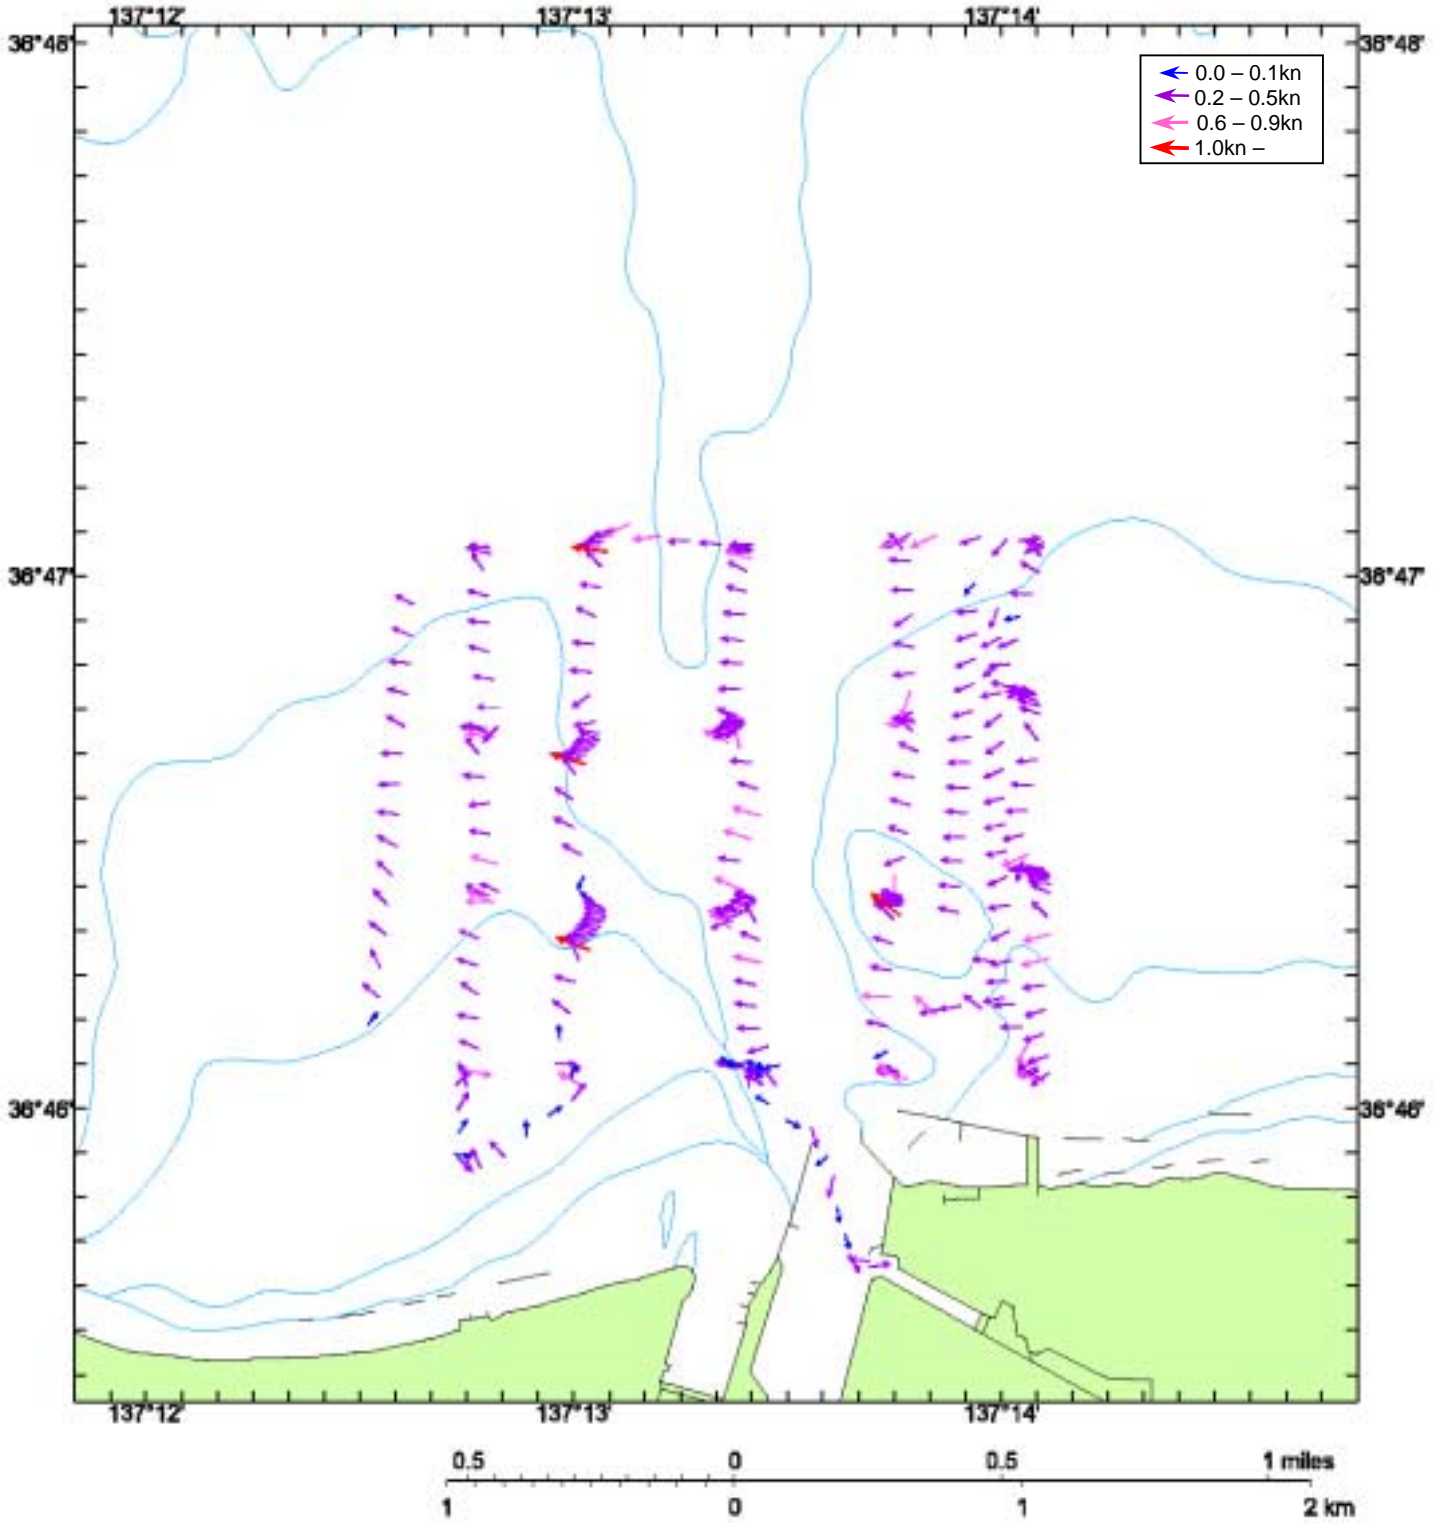 137°12' 137°13' 137°14'
36°48' 36°48'
0.0 – 0.1kn
0.2 – 0.5kn
0.6 – 0.9kn
1.0kn –
36°47' 36°47'
36°46' 36°46'
137°12' 137°13' 137°14'
0.5 0 0.5 1 miles
1 0 1 2 km